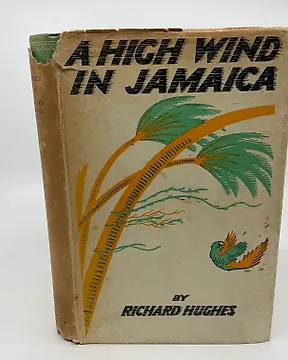 A HIGH WIND
IN JAMAICA
BY
RICHARD HUGHES